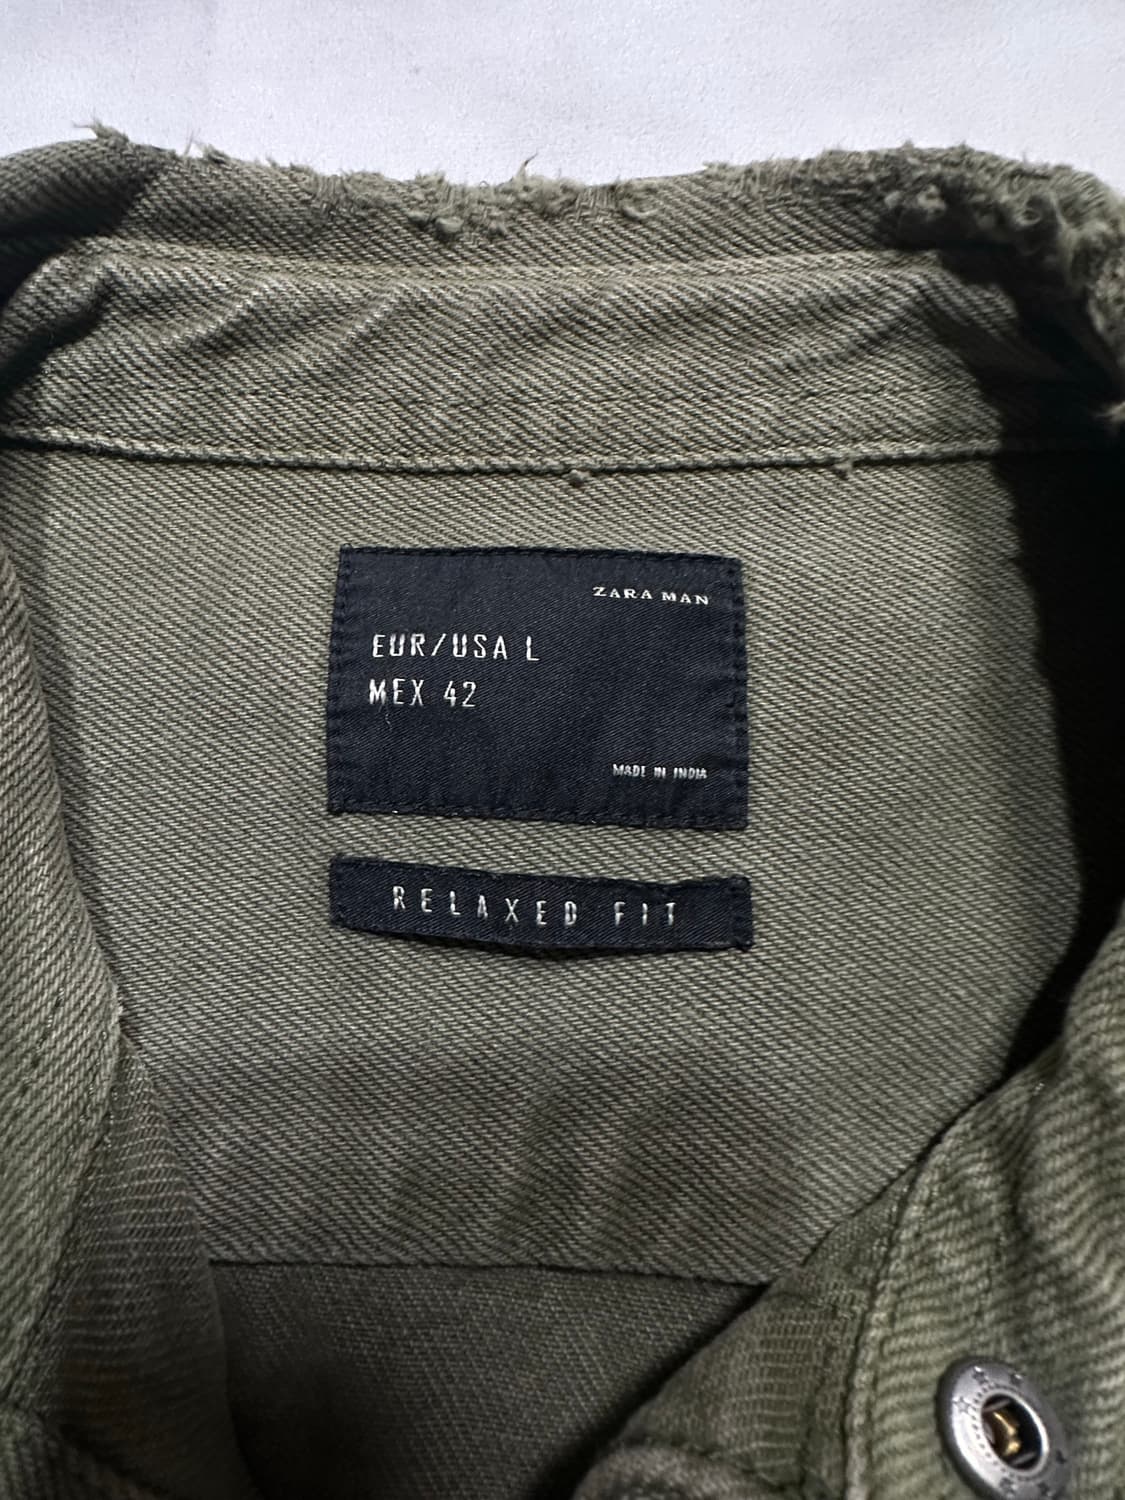 ZARA MAN
EUR/USA L
MEX 42
MADE IN INDIA
RELAXED FIT